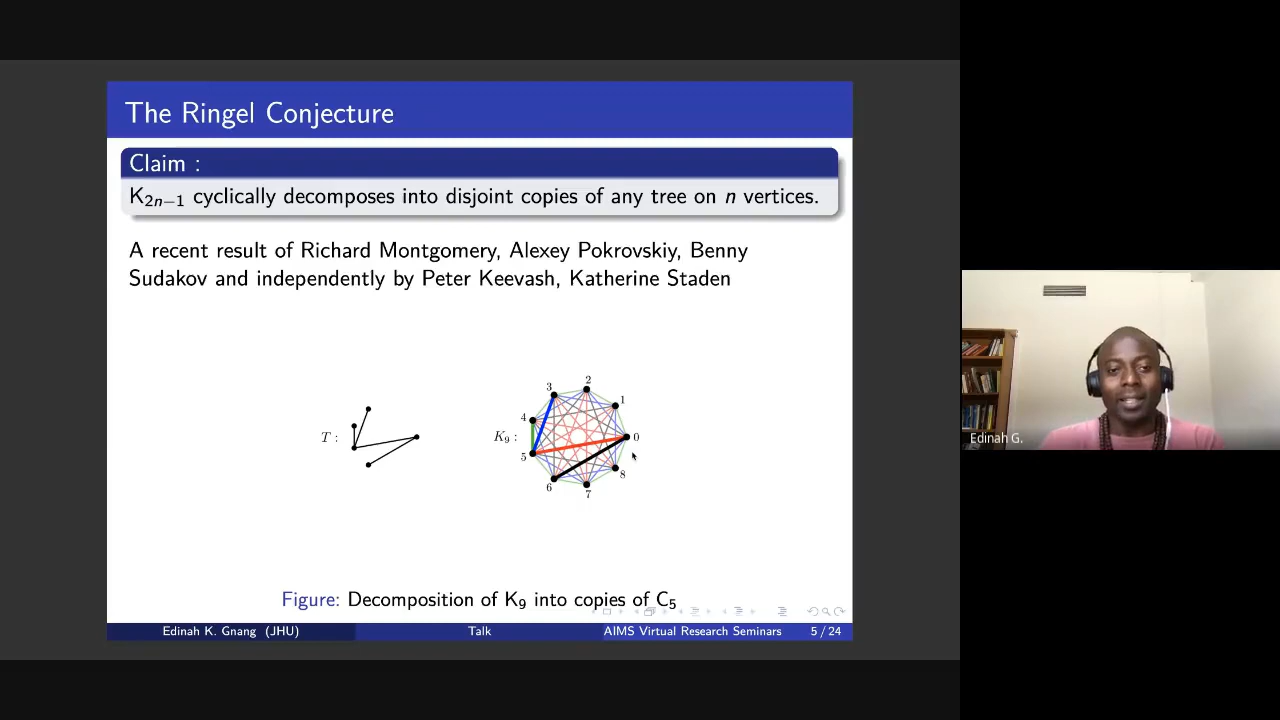 The Ringel Conjecture
Claim :
K2n−1 cyclically decomposes into disjoint copies of any tree on n vertices.
A recent result of Richard Montgomery, Alexey Pokrovskiy, Benny
Sudakov and independently by Peter Keevash, Katherine Staden
T :
K9 :
0
1
2
3
4
5
6
7
8
Figure: Decomposition of K9 into copies of C5
Edinah K. Gnang (JHU)
Talk
AIMS Virtual Research Seminars
5 / 24
Edinah G.